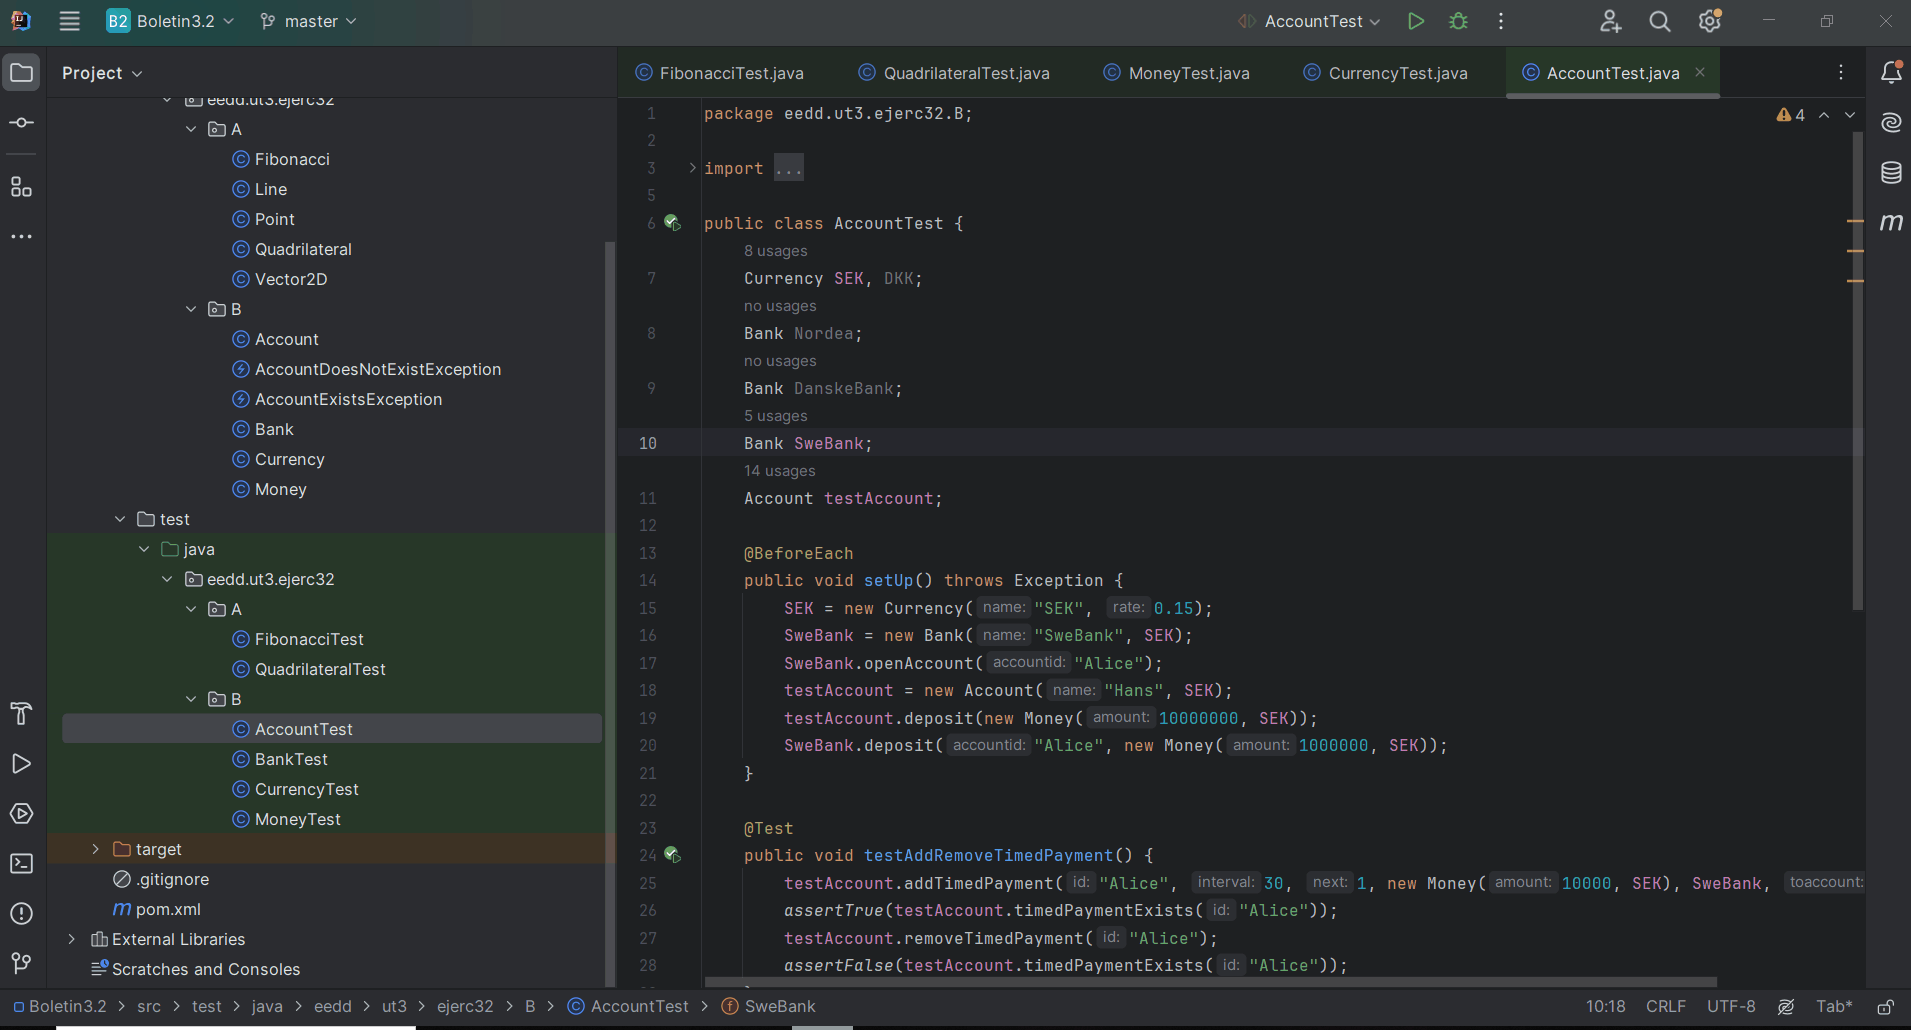 B2 Boletin3.2 master AccountTest
Project
FibonacciTest.java QuadrilateralTest.java MoneyTest.java CurrencyTest.java AccountTest.java
eedd.ut3.ejerc32
A
Fibonacci
Line
Point
Quadrilateral
Vector2D
B
Account
AccountDoesNotExistException
AccountExistsException
Bank
Currency
Money
test
java
eedd.ut3.ejerc32
A
FibonacciTest
QuadrilateralTest
B
AccountTest
BankTest
CurrencyTest
MoneyTest
target
.gitignore
m pom.xml
External Libraries
Scratches and Consoles
4
1 package eedd.ut3.ejerc32.B;
2
3 import ...
5
6 public class AccountTest {
8 usages
7 Currency SEK, DKK;
no usages
8 Bank Nordea;
no usages
9 Bank DanskeBank;
5 usages
10 Bank SweBank;
14 usages
11 Account testAccount;
12
13 @BeforeEach
14 public void setUp() throws Exception {
15 SEK = new Currency( name: "SEK", rate: 0.15);
16 SweBank = new Bank( name: "SweBank", SEK);
17 SweBank.openAccount( accountid: "Alice");
18 testAccount = new Account( name: "Hans", SEK);
19 testAccount.deposit(new Money( amount: 10000000, SEK));
20 SweBank.deposit( accountid: "Alice", new Money( amount: 1000000, SEK));
21 }
22
23 @Test
24 public void testAddRemoveTimedPayment() {
25 testAccount.addTimedPayment( id: "Alice", interval: 30, next: 1, new Money( amount: 10000, SEK), SweBank, toaccount:
26 assertTrue(testAccount.timedPaymentExists( id: "Alice"));
27 testAccount.removeTimedPayment( id: "Alice");
28 assertFalse(testAccount.timedPaymentExists( id: "Alice"));
m
Boletin3.2 > src > test > java > eedd > ut3 > ejerc32 > B > AccountTest > SweBank 10:18 CRLF UTF-8 Tab*